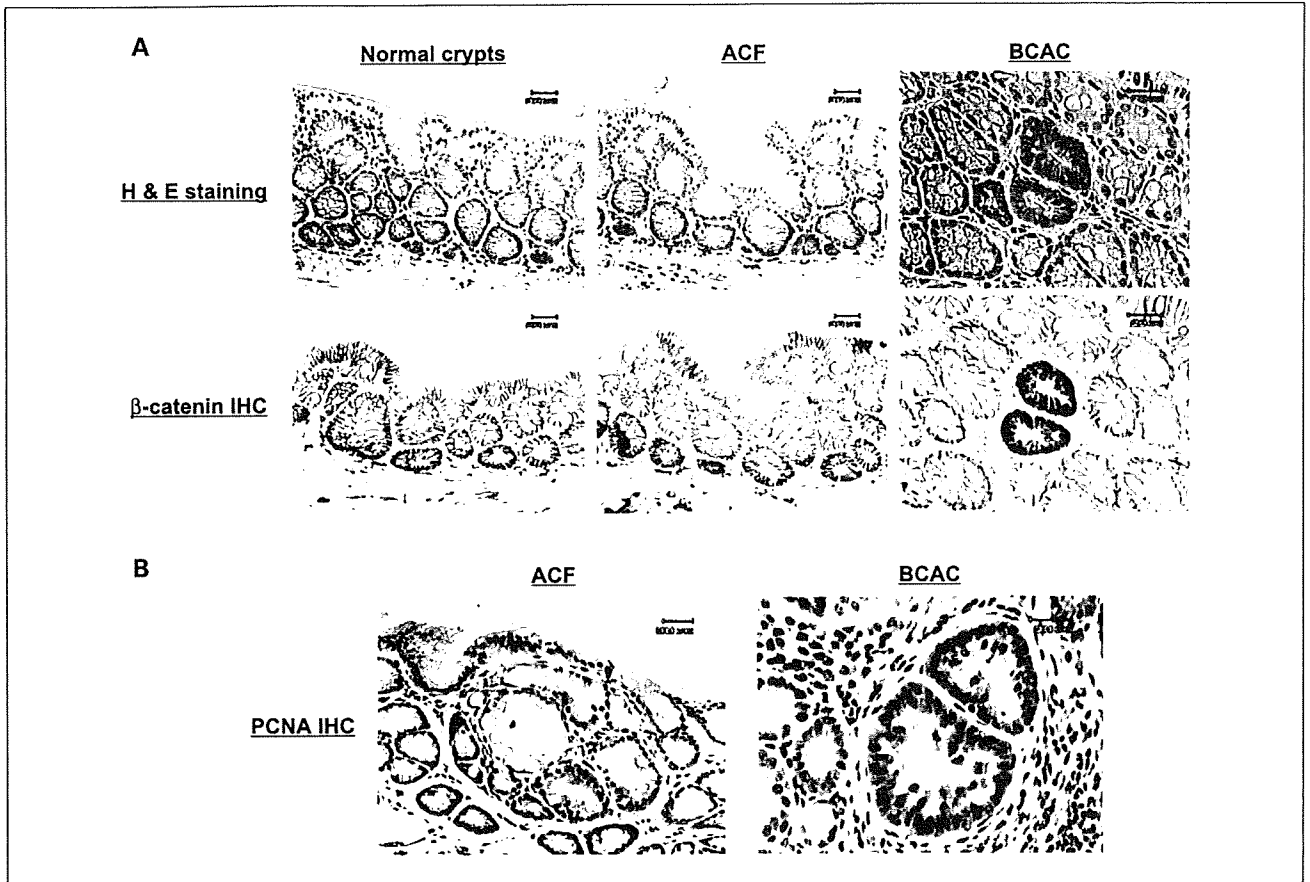 A
Normal crypts ACF BCAC
H & E staining
β-catenin IHC
B
ACF BCAC
PCNA IHC